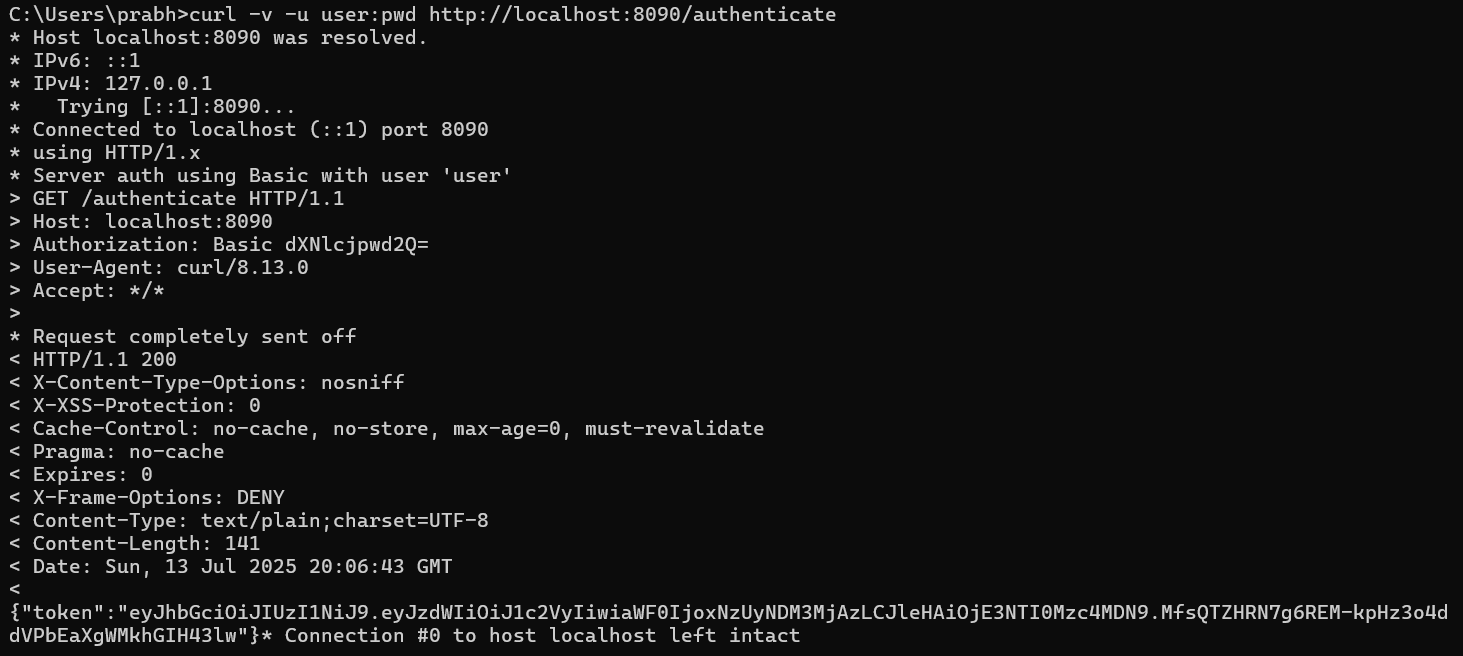 C:\Users\prabh>curl -v -u user:pwd http://localhost:8090/authenticate
* Host localhost:8090 was resolved.
* IPv6: ::1
* IPv4: 127.0.0.1
*   Trying [::1]:8090...
* Connected to localhost (::1) port 8090
* using HTTP/1.x
* Server auth using Basic with user 'user'
> GET /authenticate HTTP/1.1
> Host: localhost:8090
> Authorization: Basic dXNlcjpwd2Q=
> User-Agent: curl/8.13.0
> Accept: */*
>
* Request completely sent off
< HTTP/1.1 200
< X-Content-Type-Options: nosniff
< X-XSS-Protection: 0
< Cache-Control: no-cache, no-store, max-age=0, must-revalidate
< Pragma: no-cache
< Expires: 0
< X-Frame-Options: DENY
< Content-Type: text/plain;charset=UTF-8
< Content-Length: 141
< Date: Sun, 13 Jul 2025 20:06:43 GMT
<
{"token":"eyJhbGciOiJIUzI1NiJ9.eyJzdWIiOiJ1c2VyIiwiaWF0IjoxNzUyNDM3MjAzLCJleHAiOjE3NTI0Mzc4MDN9.MfsQTZHRN7g6REM-kpHz3o4d
dVPbEaXgWMkhGIH43lw"}* Connection #0 to host localhost left intact